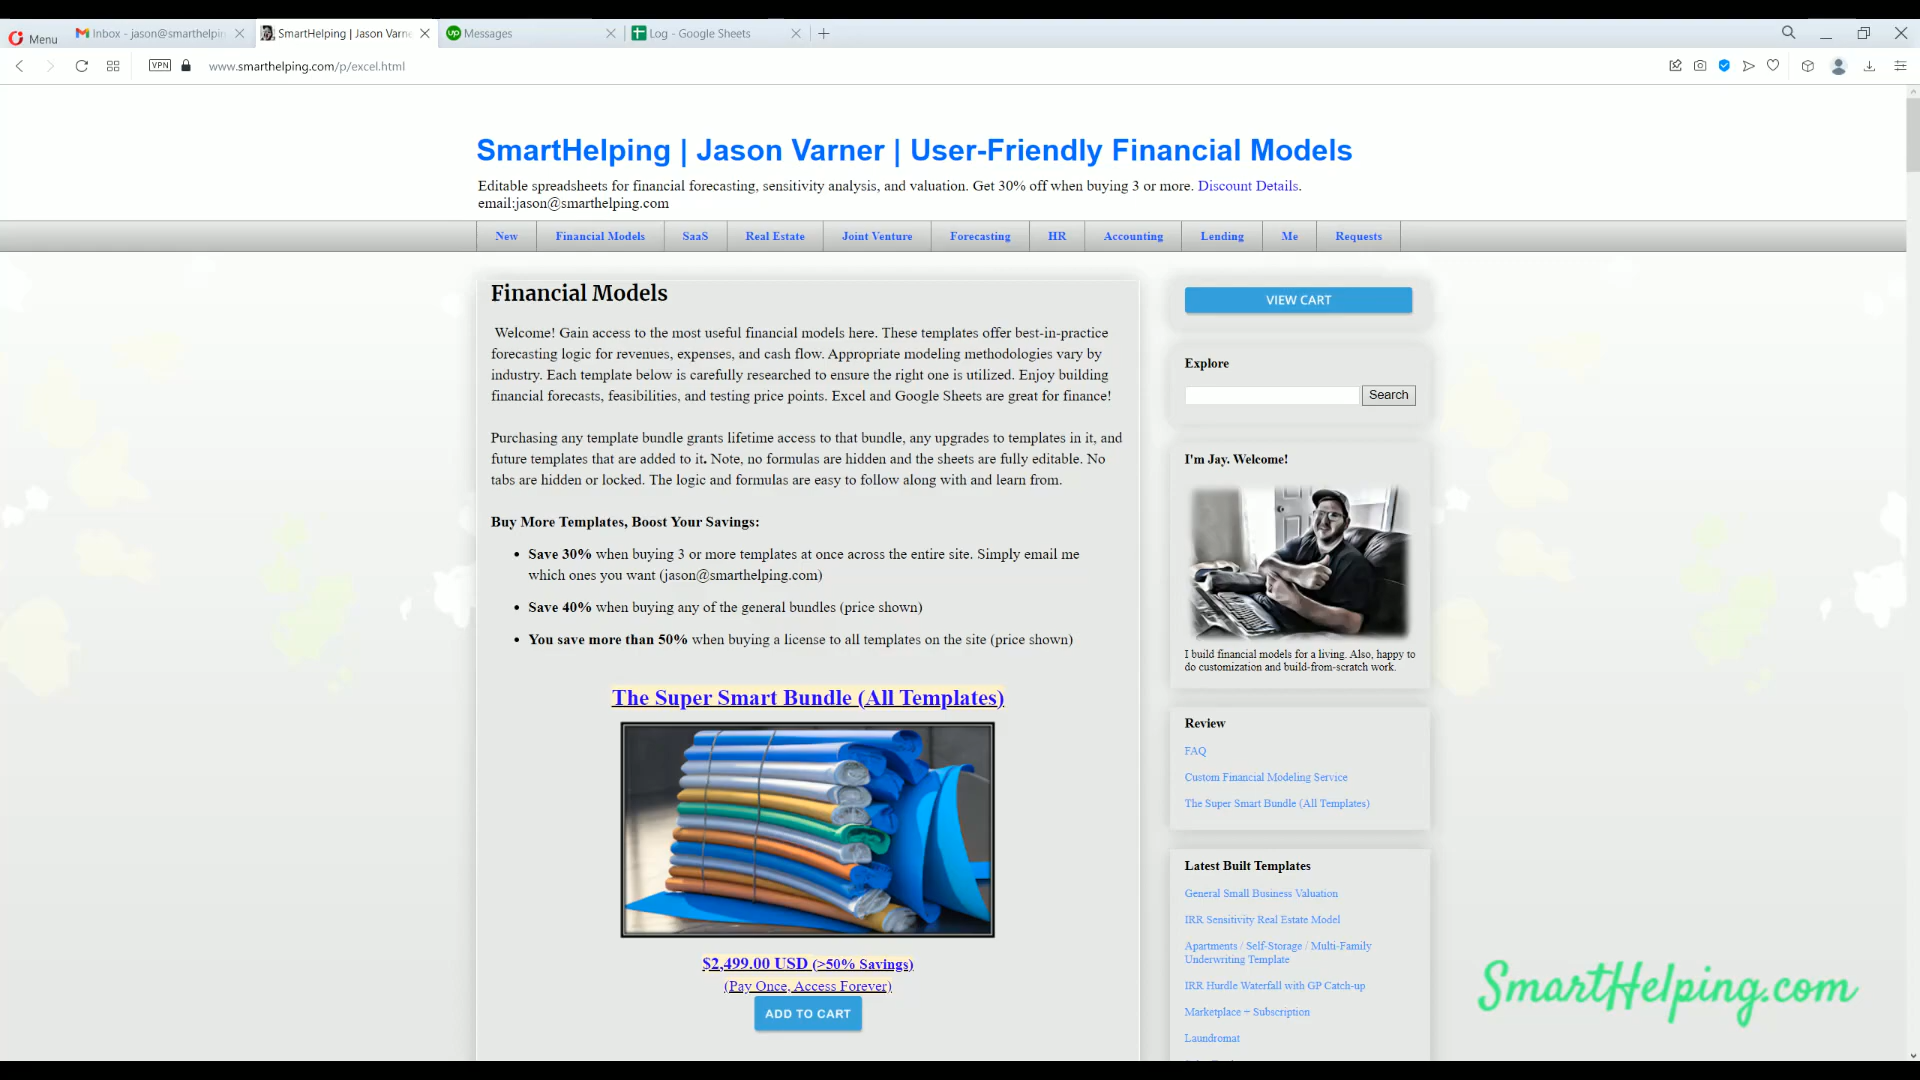 Menu
Inbox - jason@smarthelpin
SmartHelping | Jason Varne
Messages
Log - Google Sheets
VPN
www.smarthelping.com/p/excel.html
SmartHelping | Jason Varner | User-Friendly Financial Models
Editable spreadsheets for financial forecasting, sensitivity analysis, and valuation. Get 30% off when buying 3 or more. Discount Details.
email:jason@smarthelping.com
New
Financial Models
SaaS
Real Estate
Joint Venture
Forecasting
HR
Accounting
Lending
Me
Requests
Financial Models
Welcome! Gain access to the most useful financial models here. These templates offer best-in-practice
forecasting logic for revenues, expenses, and cash flow. Appropriate modeling methodologies vary by
industry. Each template below is carefully researched to ensure the right one is utilized. Enjoy building
financial forecasts, feasibilities, and testing price points. Excel and Google Sheets are great for finance!
Purchasing any template bundle grants lifetime access to that bundle, any upgrades to templates in it, and
future templates that are added to it. Note, no formulas are hidden and the sheets are fully editable. No
tabs are hidden or locked. The logic and formulas are easy to follow along with and learn from.
Buy More Templates, Boost Your Savings:
• Save 30% when buying 3 or more templates at once across the entire site. Simply email me
which ones you want (jason@smarthelping.com)
• Save 40% when buying any of the general bundles (price shown)
• You save more than 50% when buying a license to all templates on the site (price shown)
The Super Smart Bundle (All Templates)
$2,499.00 USD (>50% Savings)
(Pay Once, Access Forever)
ADD TO CART
VIEW CART
Explore
Search
I'm Jay. Welcome!
I build financial models for a living. Also, happy to
do customization and build-from-scratch work.
Review
FAQ
Custom Financial Modeling Service
The Super Smart Bundle (All Templates)
Latest Built Templates
General Small Business Valuation
IRR Sensitivity Real Estate Model
Apartments / Self-Storage / Multi-Family
Underwriting Template
IRR Hurdle Waterfall with GP Catch-up
Marketplace + Subscription
Laundromat
SmartHelping.com